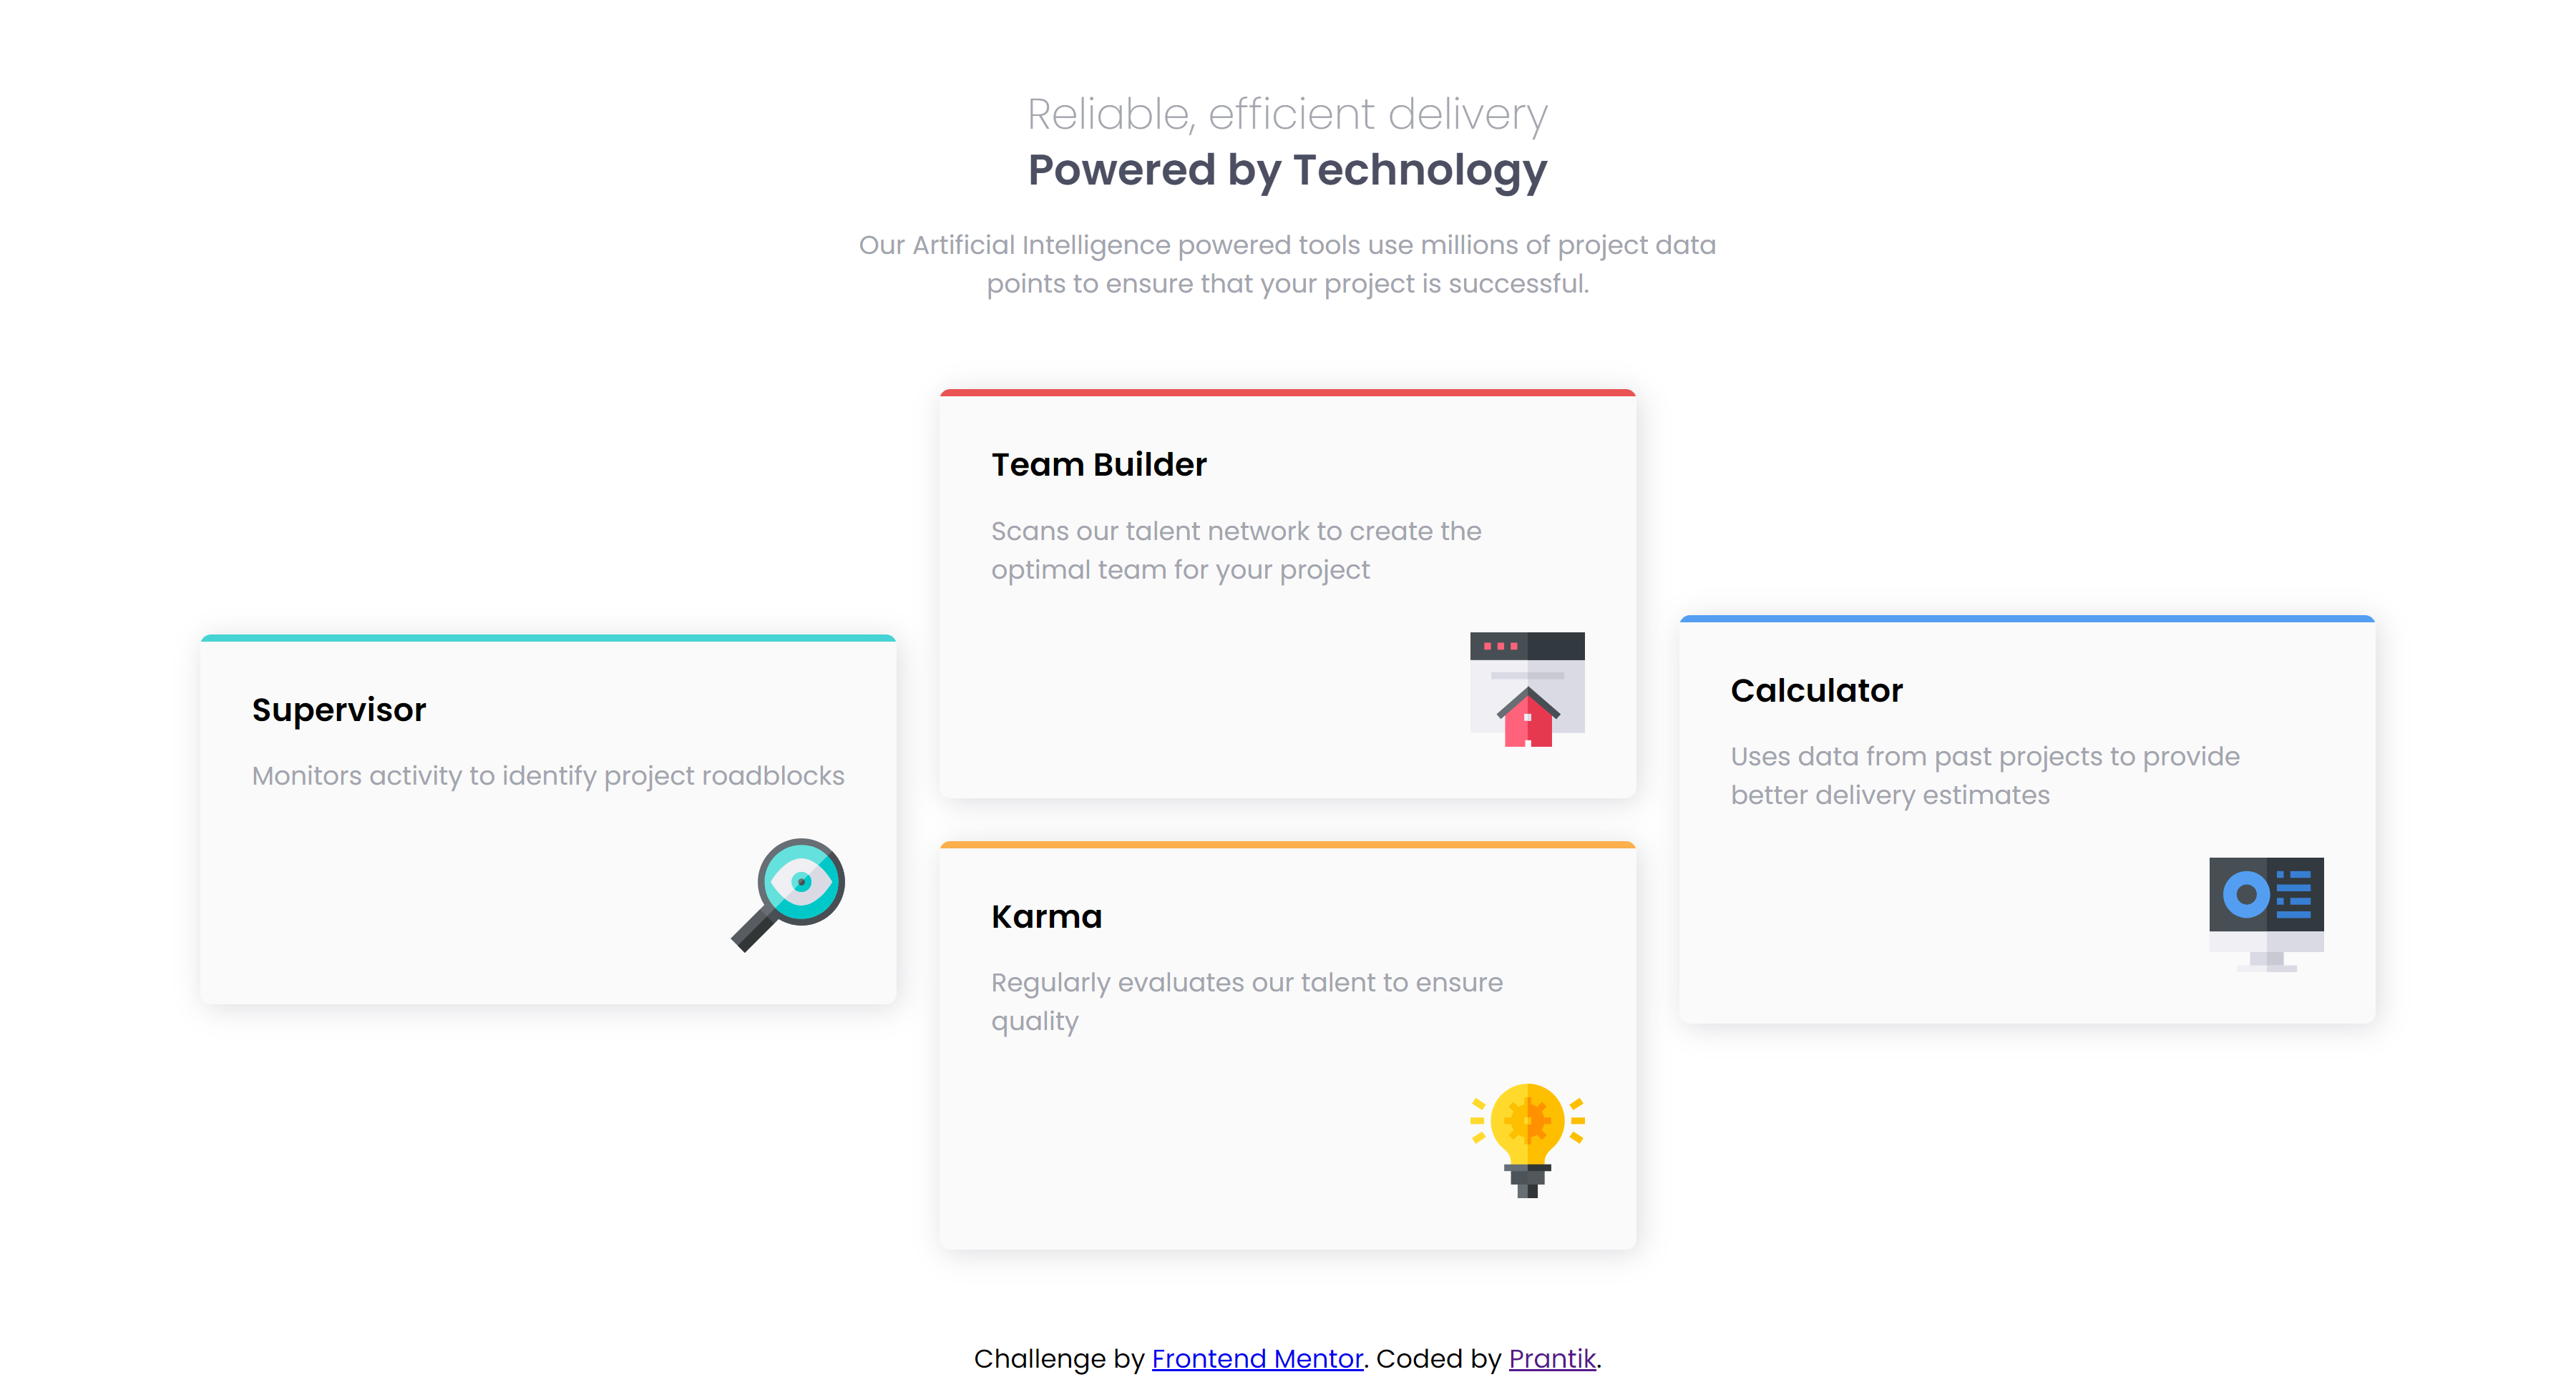 Reliable, efficient delivery
Powered by Technology
Our Artificial Intelligence powered tools use millions of project data
points to ensure that your project is successful.
Supervisor
Monitors activity to identify project roadblocks
Team Builder
Scans our talent network to create the
optimal team for your project
Karma
Regularly evaluates our talent to ensure
quality
Calculator
Uses data from past projects to provide
better delivery estimates
Challenge by Frontend Mentor. Coded by Prantik.